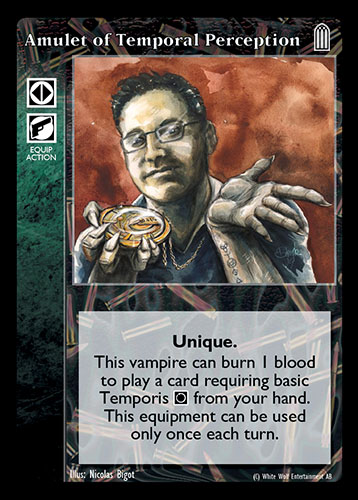 Amulet of Temporal Perception
EQUIP
ACTION
Unique.
This vampire can burn 1 blood
to play a card requiring basic
Temporis from your hand.
This equipment can be used
only once each turn.
Illus: Nicolas Bigot
(C) White Wolf Entertainment AB